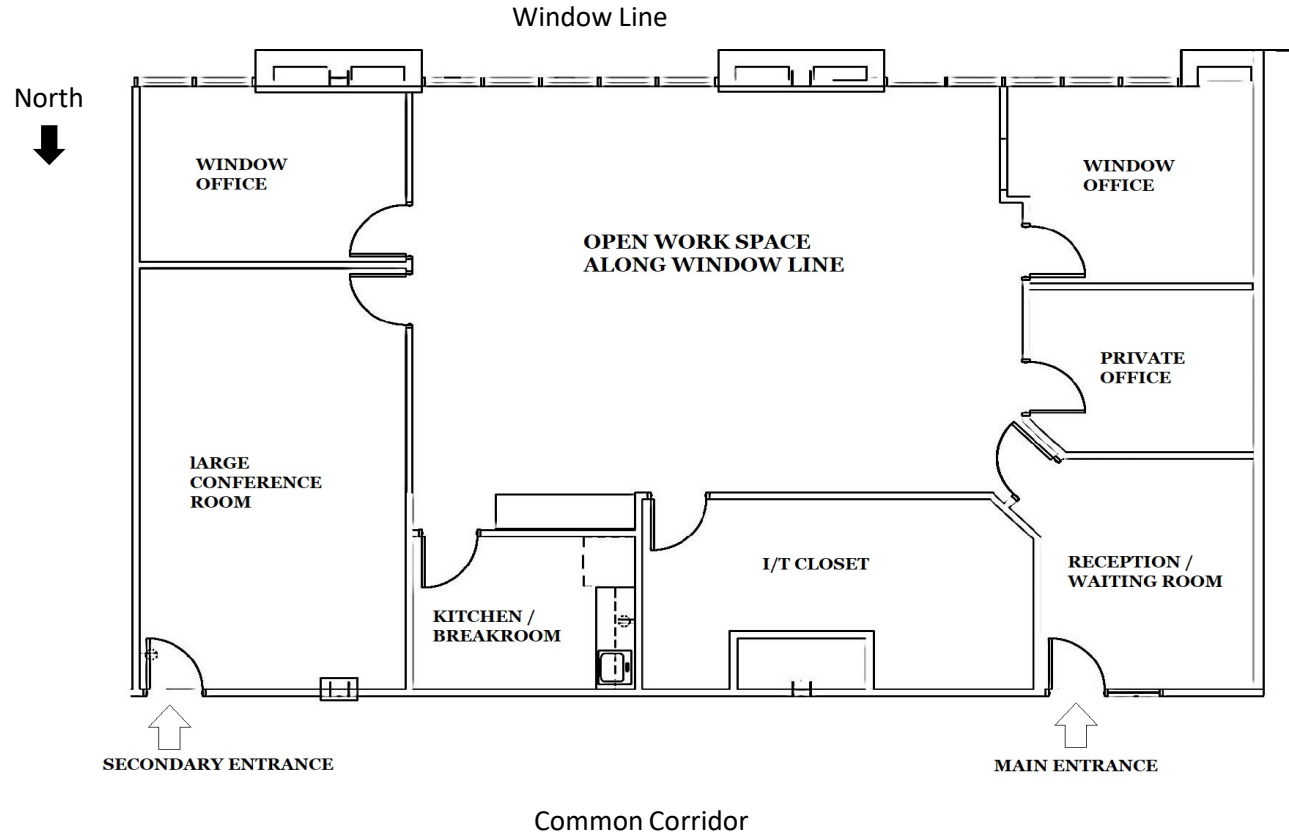 Window Line
North
WINDOW
OFFICE
WINDOW
OFFICE
OPEN WORK SPACE
ALONG WINDOW LINE
PRIVATE
OFFICE
lARGE
CONFERENCE
ROOM
I/T CLOSET
RECEPTION /
WAITING ROOM
KITCHEN /
BREAKROOM
SECONDARY ENTRANCE
MAIN ENTRANCE
Common Corridor